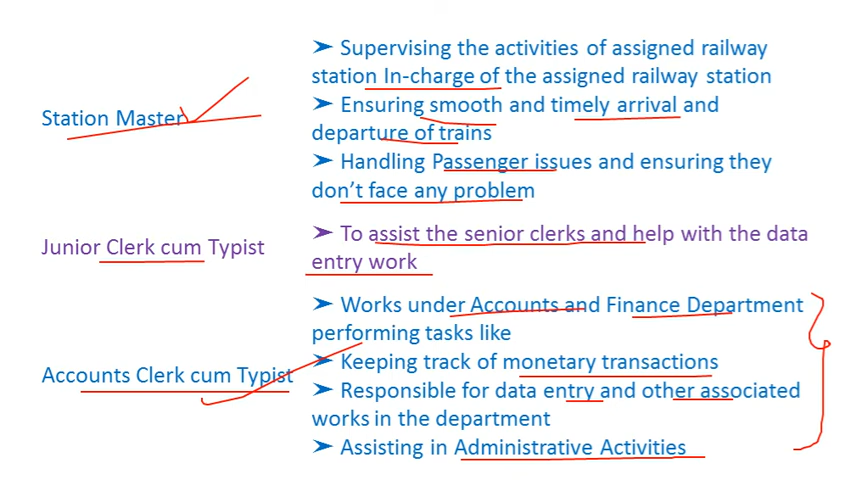 ➤ Supervising the activities of assigned railway
station In-charge of the assigned railway station
Station Master
➤ Ensuring smooth and timely arrival and
departure of trains
➤ Handling Passenger issues and ensuring they
don't face any problem
Junior Clerk cum Typist
➤ To assist the senior clerks and help with the data
entry work
➤ Works under Accounts and Finance Department
performing tasks like
Accounts Clerk cum Typist
➤ Keeping track of monetary transactions
➤ Responsible for data entry and other associated
works in the department
➤ Assisting in Administrative Activities